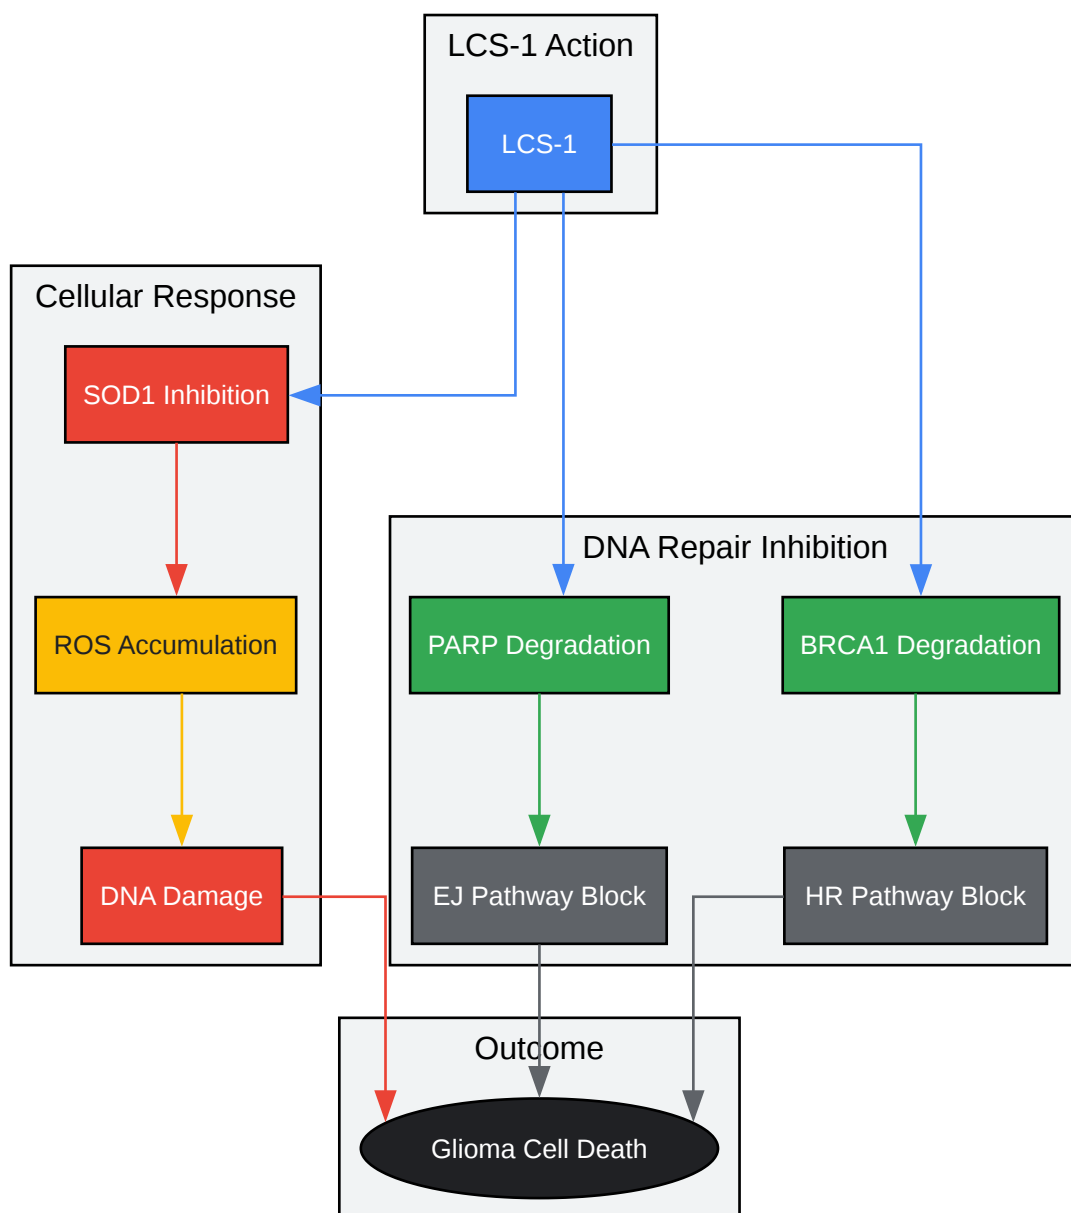 LCS-1 Action
LCS-1
Cellular Response
SOD1 Inhibition
DNA Repair Inhibition
ROS Accumulation
PARP Degradation
BRCA1 Degradation
DNA Damage
EJ Pathway Block
HR Pathway Block
Outcome
Glioma Cell Death